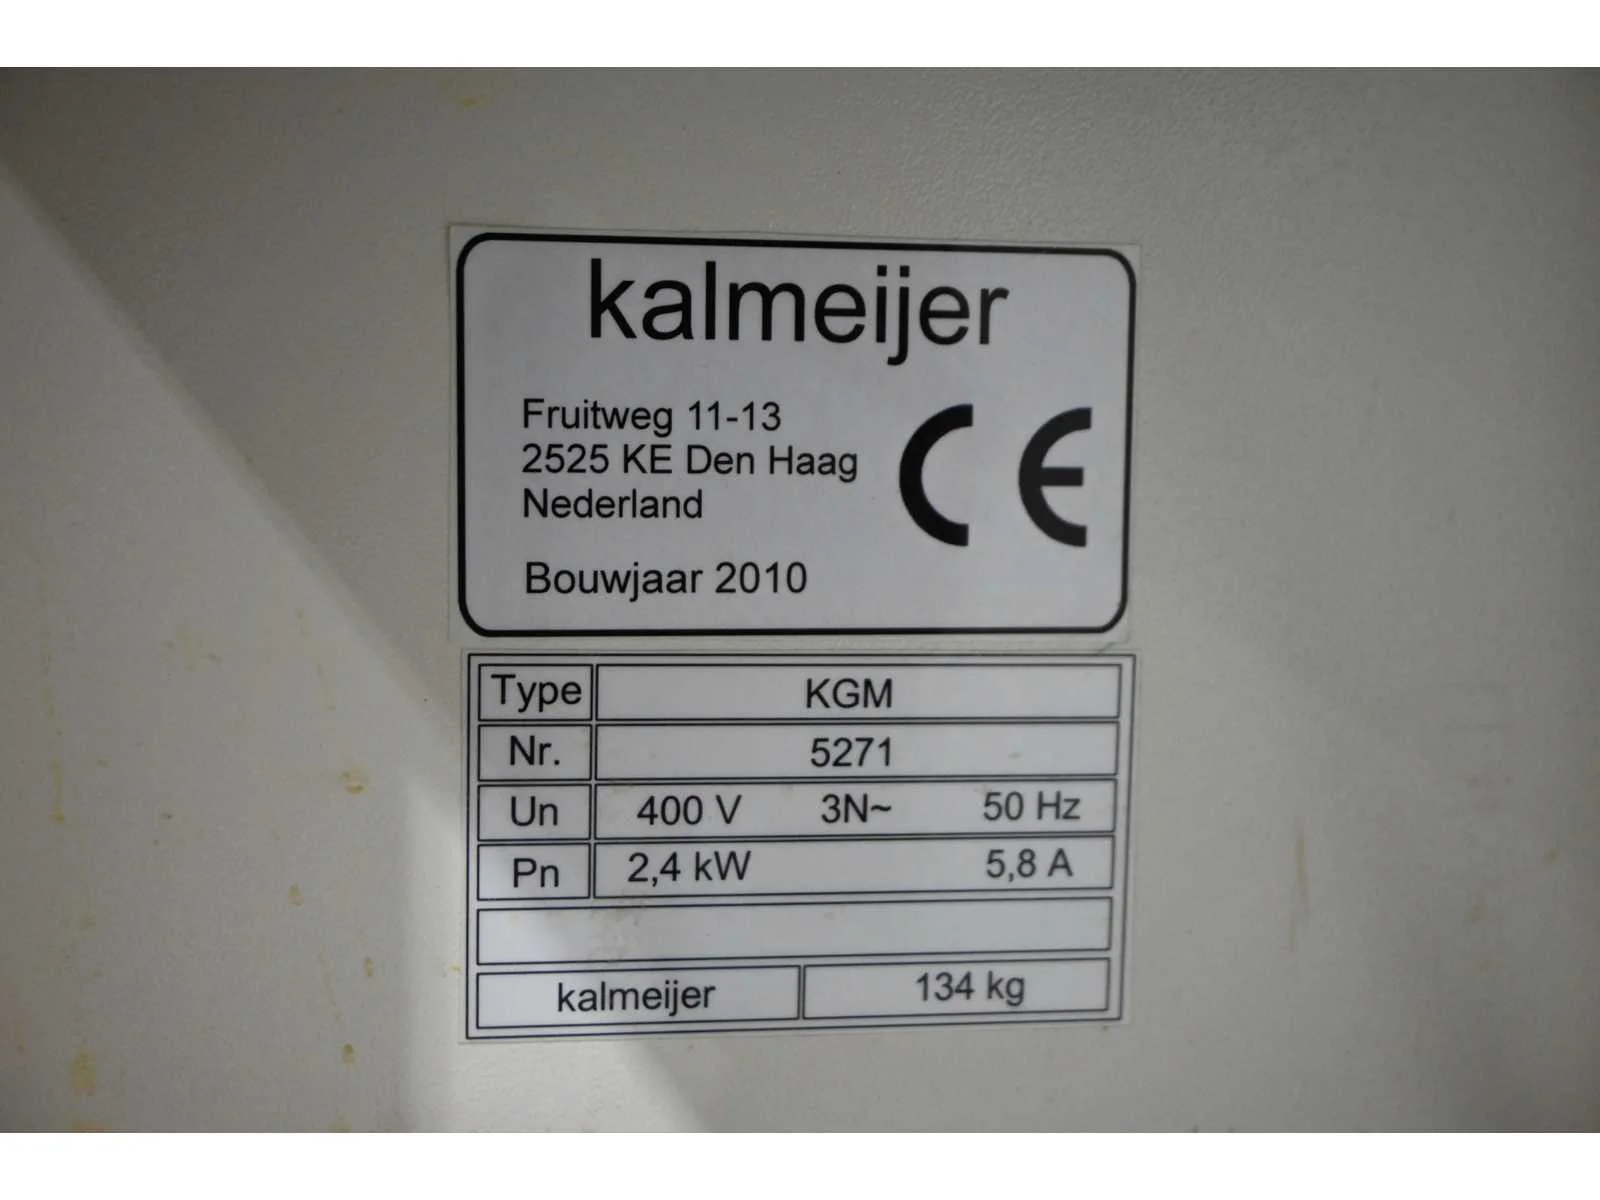 kalmeijer
Fruitweg 11-13
2525 KE Den Haag
Nederland
CE
Bouwjaar 2010
Type KGM
Nr. 5271
Un 400 V 3N~ 50 Hz
Pn 2,4 kW 5,8 A
kalmeijer 134 kg